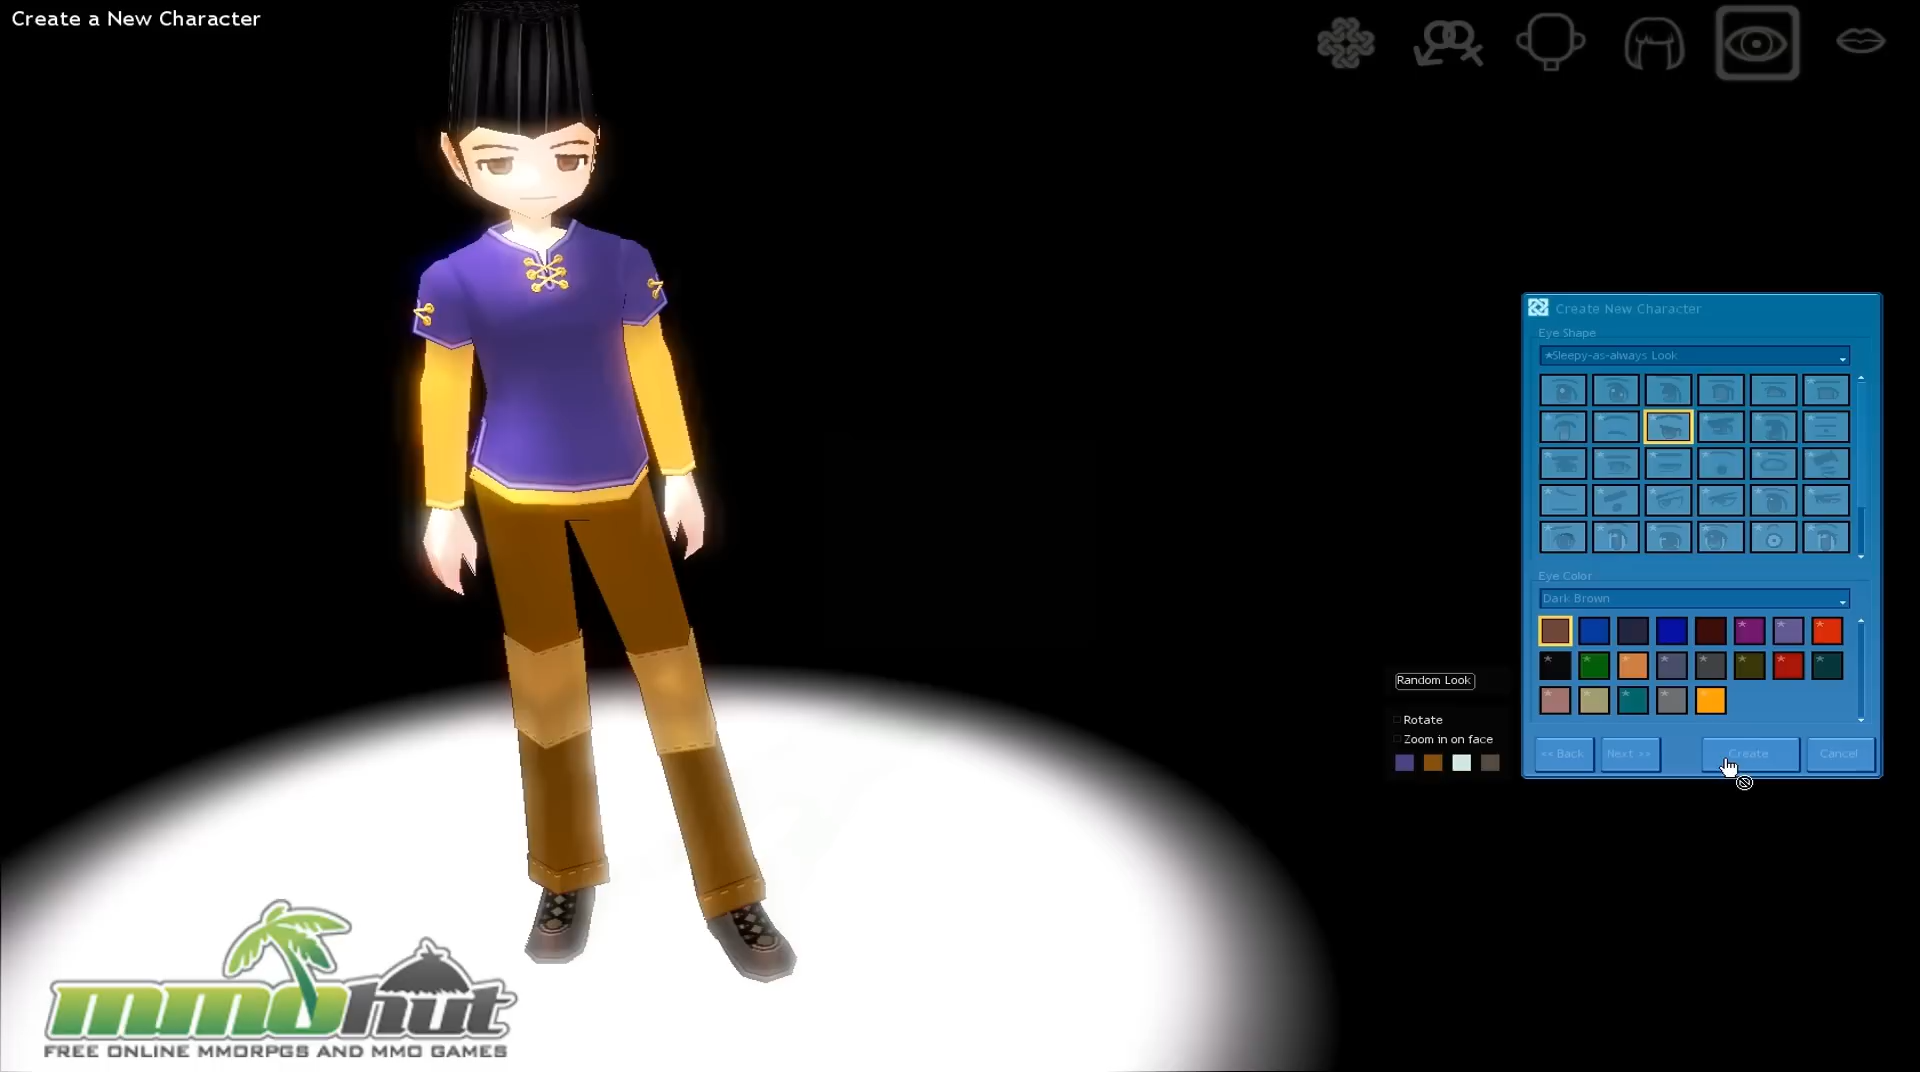 Create a New Character
Create New Character
Eye Shape
*Sleepy-as-always Look
Eye Color
Dark Brown
Random Look
Rotate
Zoom in on face
<< Back
Next >>
Create
Cancel
mmohut
FREE ONLINE MMORPGS AND MMO GAMES